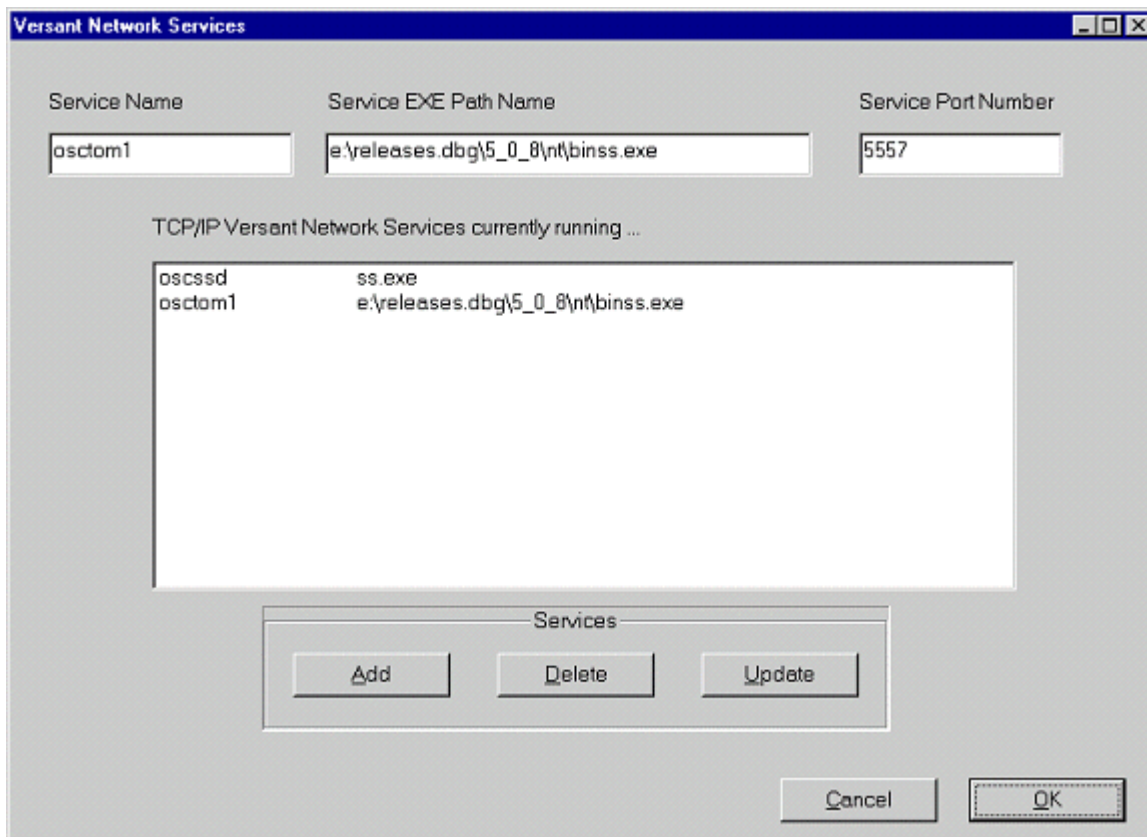 Versant Network Services
Service Name Service EXE Path Name Service Port Number
osctom1 e:\releases.dbg\5_0_8\nt\binss.exe 5557
TCP/IP Versant Network Services currently running ...
oscssd ss.exe
osctom1 e:\releases.dbg\5_0_8\nt\binss.exe
Services
Add Delete Update
Cancel OK